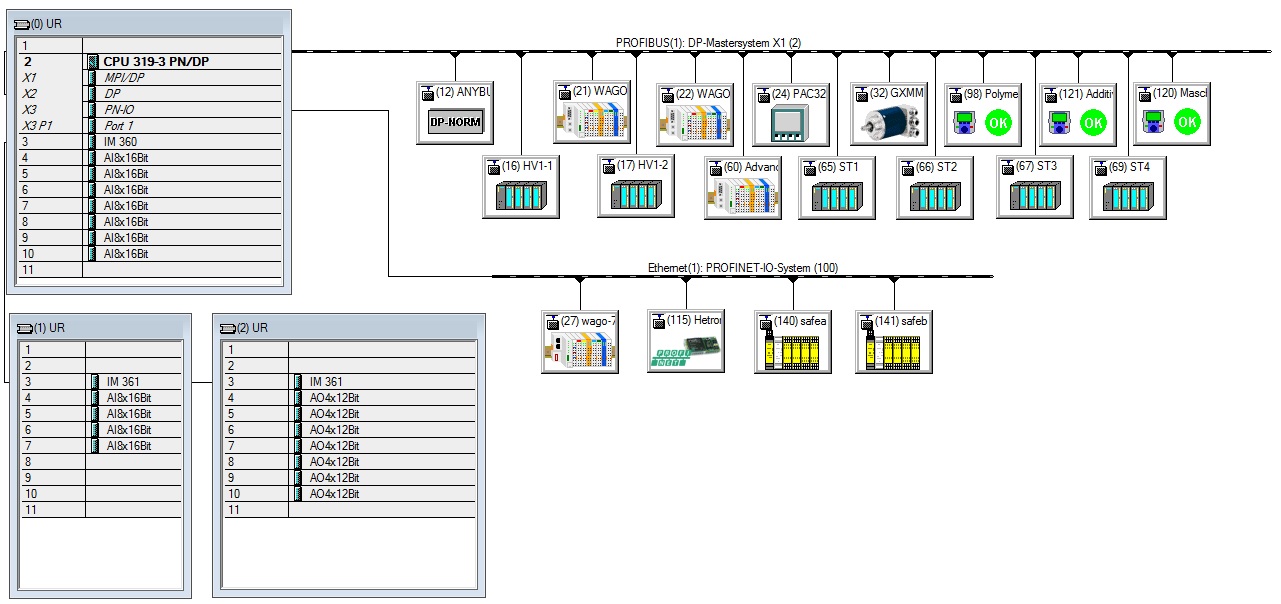 (0) UR
1
2 CPU 319-3 PN/DP
X1 MPI/DP
X2 DP
X3 PN-IO
X3 P1 Port 1
3 IM 360
4 AI8x16Bit
5 AI8x16Bit
6 AI8x16Bit
7 AI8x16Bit
8 AI8x16Bit
9 AI8x16Bit
10 AI8x16Bit
11
PROFIBUS(1): DP-Mastersystem X1 (2)
(12) ANYBU
DP-NORM
(21) WAGO
(22) WAGO
(24) PAC32
(32) GXMM
(98) Polyme
OK
(121) Additi
OK
(120) Masch
OK
(16) HV1-1
(17) HV1-2
(60) Advanc
(65) ST1
(66) ST2
(67) ST3
(69) ST4
Ethernet(1): PROFINET-IO-System (100)
(27) wago-7
(115) Hetron
PROFI
NET
(140) safea
(141) safeb
(1) UR
1
2
3 IM 361
4 AI8x16Bit
5 AI8x16Bit
6 AI8x16Bit
7 AI8x16Bit
8
9
10
11
(2) UR
1
2
3 IM 361
4 AO4x12Bit
5 AO4x12Bit
6 AO4x12Bit
7 AO4x12Bit
8 AO4x12Bit
9 AO4x12Bit
10 AO4x12Bit
11